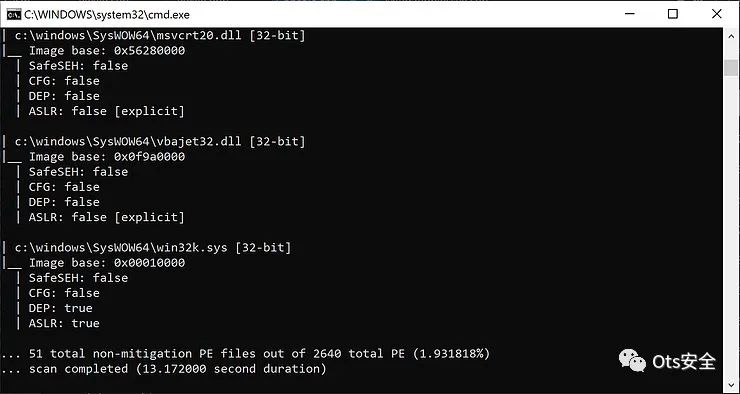 C:\WINDOWS\system32\cmd.exe
| c:\windows\SysWOW64\msvcrt20.dll [32-bit]
|__ Image base: 0x56280000
  | SafeSEH: false
  | CFG: false
  | DEP: false
  | ASLR: false [explicit]

| c:\windows\SysWOW64\vbajet32.dll [32-bit]
|__ Image base: 0x0f9a0000
  | SafeSEH: false
  | CFG: false
  | DEP: false
  | ASLR: false [explicit]

| c:\windows\SysWOW64\win32k.sys [32-bit]
|__ Image base: 0x00010000
  | SafeSEH: false
  | CFG: false
  | DEP: true
  | ASLR: true

... 51 total non-mitigation PE files out of 2640 total PE (1.931818%)
... scan completed (13.172000 second duration)
Ots安全